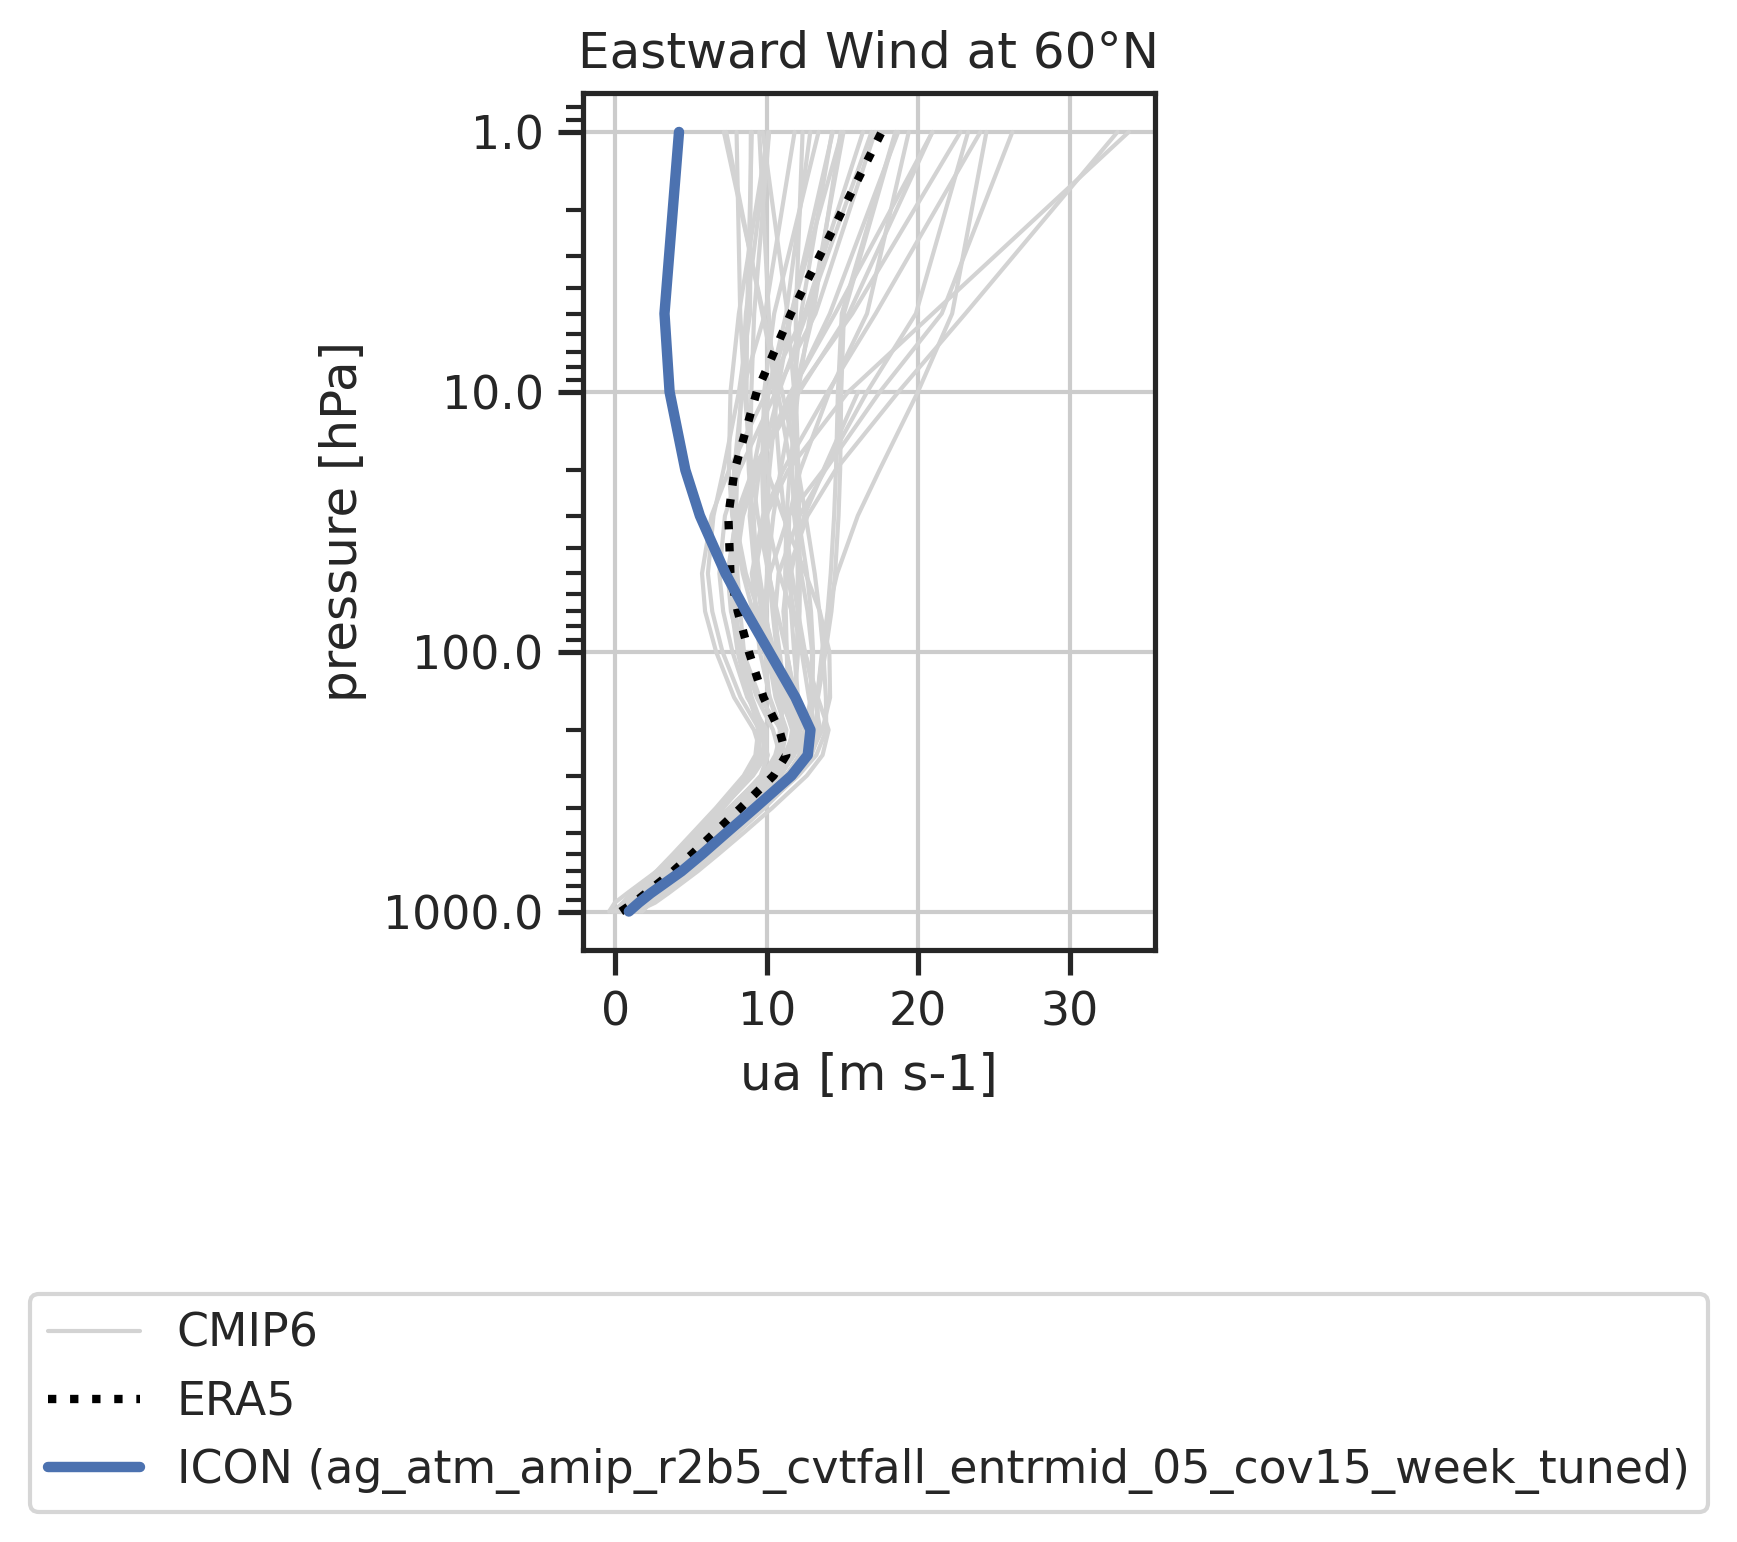 Eastward Wind at 60°N
1.0
10.0
100.0
1000.0
pressure [hPa]
0 10 20 30
ua [m s-1]
CMIP6
ERA5
ICON (ag_atm_amip_r2b5_cvtfall_entrmid_05_cov15_week_tuned)